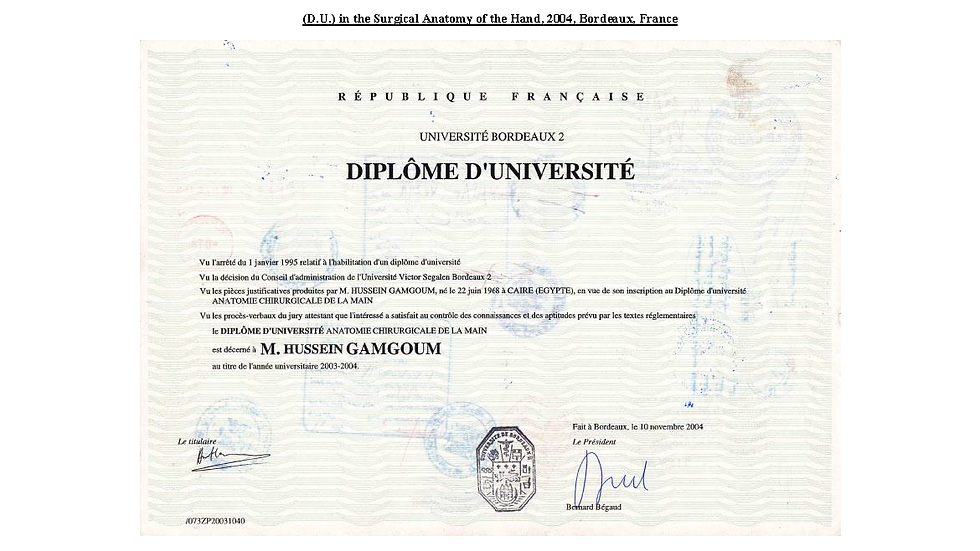 (D.U.) in the Surgical Anatomy of the Hand, 2004, Bordeaux, France
RÉPUBLIQUE FRANÇAISE
UNIVERSITÉ BORDEAUX 2
DIPLÔME D'UNIVERSITÉ
Vu l'arrêté du 1 janvier 1995 relatif à l'habilitation d'un diplôme d'université
Vu la décision du Conseil d'administration de l'Université Victor Segalen Bordeaux 2
Vu les pièces justificatives produites par M. HUSSEIN GAMGOUM, né le 22 juin 1968 à CAIRE (EGYPTE), en vue de son inscription au Diplôme d'université
ANATOMIE CHIRURGICALE DE LA MAIN
Vu les procès-verbaux du jury attestant que l'intéressé a satisfait au contrôle des connaissances et des aptitudes prévu par les textes réglementaires
le DIPLÔME D'UNIVERSITÉ ANATOMIE CHIRURGICALE DE LA MAIN
est décerné à M. HUSSEIN GAMGOUM
au titre de l'année universitaire 2003-2004.
Fait à Bordeaux, le 10 novembre 2004
Le titulaire
Le Président
UNIVERSITE DE BORDEAUX II
Bernard Bégaud
/073ZP20031040